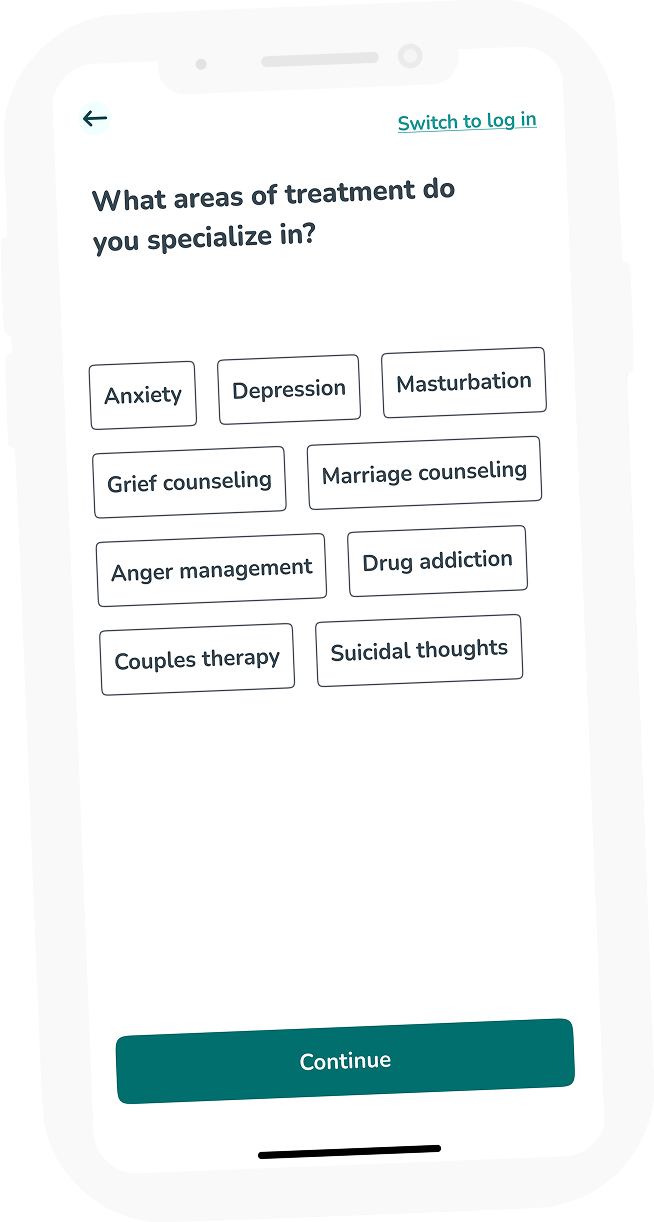 Switch to log in
What areas of treatment do
you specialize in?
Anxiety
Depression
Masturbation
Grief counseling
Marriage counseling
Anger management
Drug addiction
Couples therapy
Suicidal thoughts
Continue